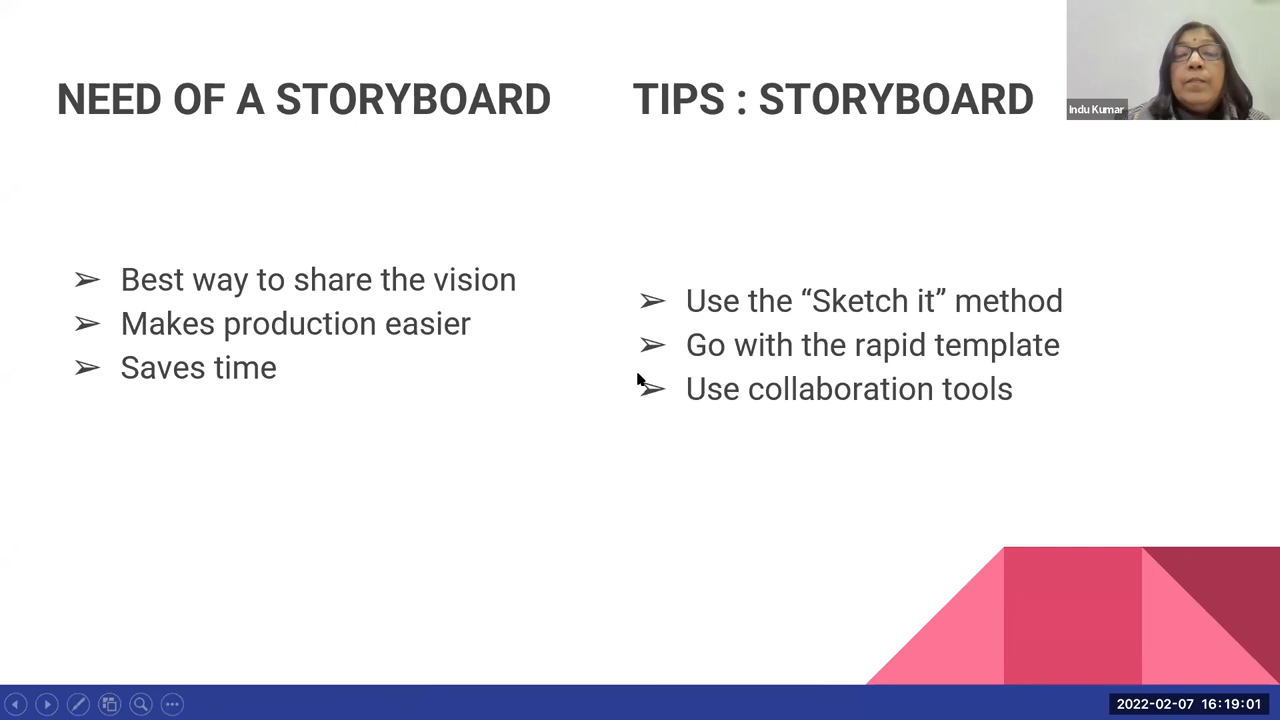 NEED OF A STORYBOARD
➢ Best way to share the vision
➢ Makes production easier
➢ Saves time
TIPS : STORYBOARD
➢ Use the “Sketch it” method
➢ Go with the rapid template
➢ Use collaboration tools
Indu Kumar
2022-02-07 16:19:01